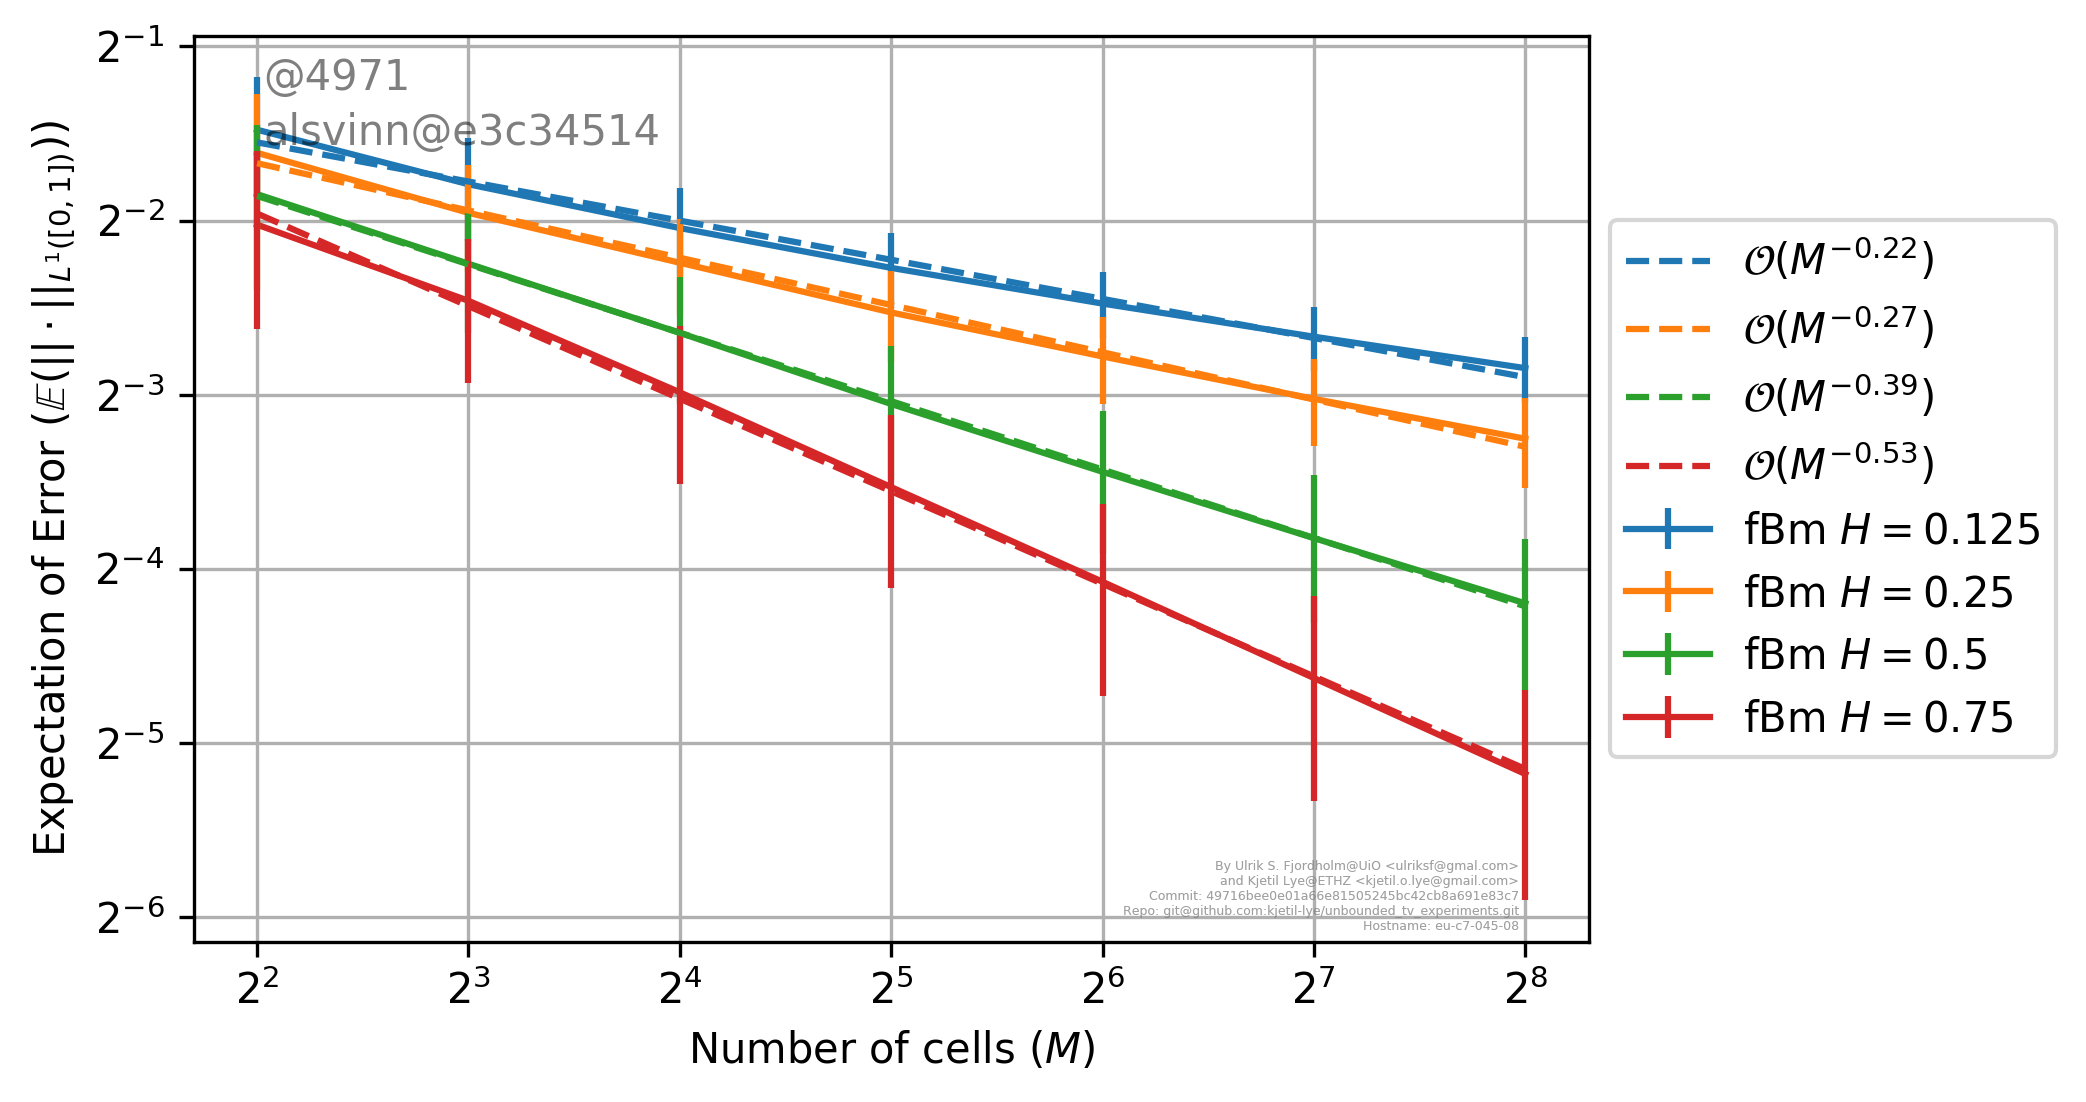 @4971
alsvinn@e3c34514
2^{-1}
2^{-2}
2^{-3}
2^{-4}
2^{-5}
2^{-6}
Expectation of Error (𝔼(||·||_{L^1([0,1])}))
2^2 2^3 2^4 2^5 2^6 2^7 2^8
Number of cells (M)
By Ulrik S. Fjordholm@UiO <ulriksf@gmal.com>
and Kjetil Lye@ETHZ <kjetil.o.lye@gmail.com>
Commit: 49716bee0e01a66e81505245bc42cb8a691e83c7
Repo: git@github.com:kjetil-lye/unbounded_tv_experiments.git
Hostname: eu-c7-045-08
𝒪(M^{-0.22})
𝒪(M^{-0.27})
𝒪(M^{-0.39})
𝒪(M^{-0.53})
fBm H = 0.125
fBm H = 0.25
fBm H = 0.5
fBm H = 0.75